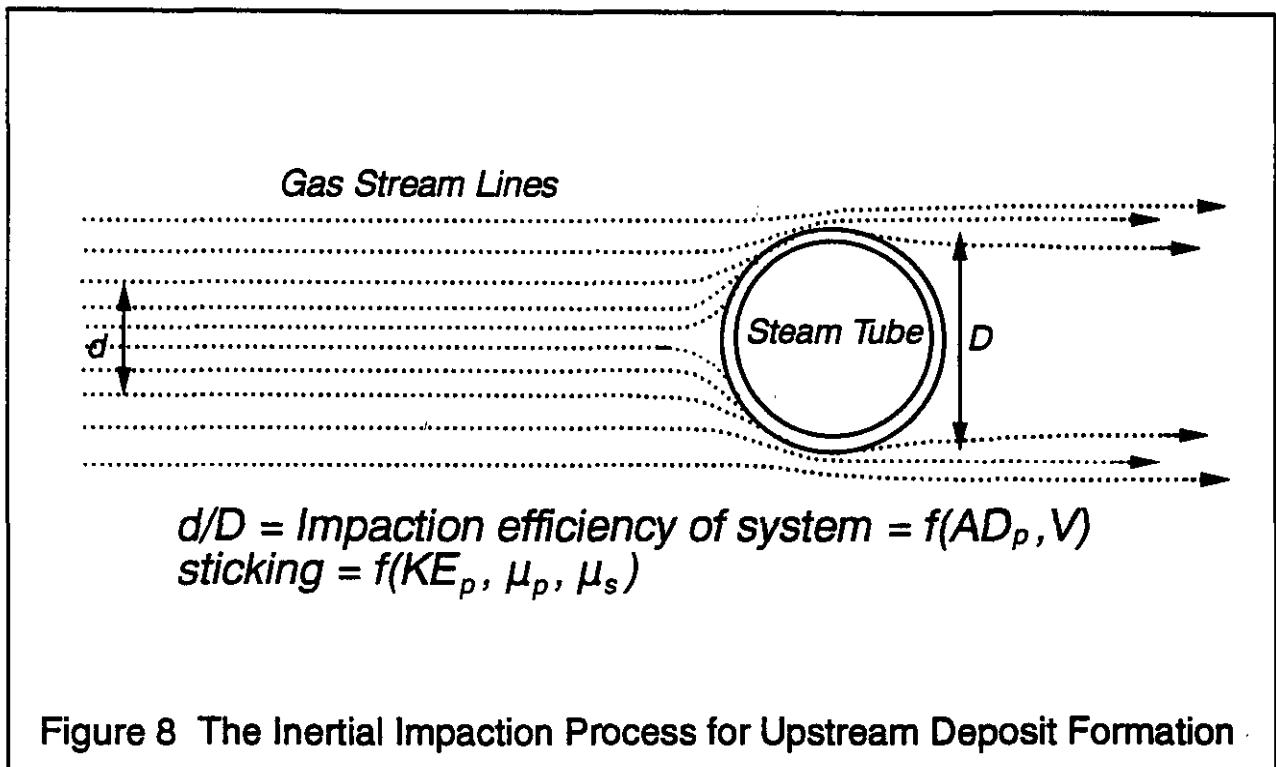 Gas Stream Lines
d
Steam Tube
D
d/D = Impaction efficiency of system = f(ADₚ, V)
sticking = f(KEₚ, μₚ, μₛ)
Figure 8 The Inertial Impaction Process for Upstream Deposit Formation